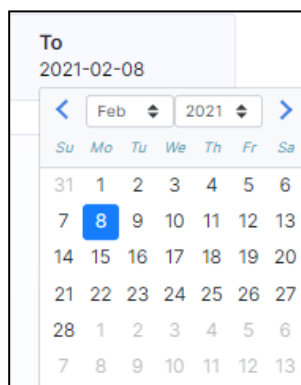 To
2021-02-08
Feb 2021
Su Mo Tu We Th Fr Sa
31 1 2 3 4 5 6
7 8 9 10 11 12 13
14 15 16 17 18 19 20
21 22 23 24 25 26 27
28 1 2 3 4 5 6
7 8 9 10 11 12 13